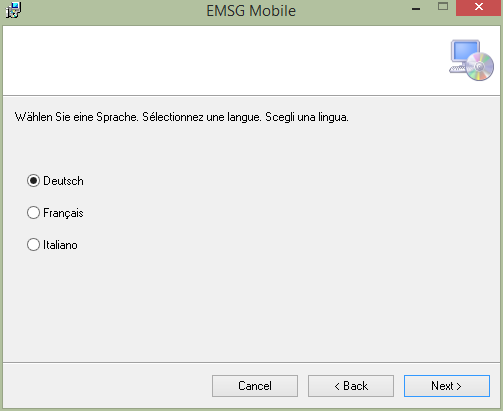 EMSG Mobile
Wählen Sie eine Sprache. Sélectionnez une langue. Scegli una lingua.
Deutsch
Français
Italiano
Cancel
< Back
Next >